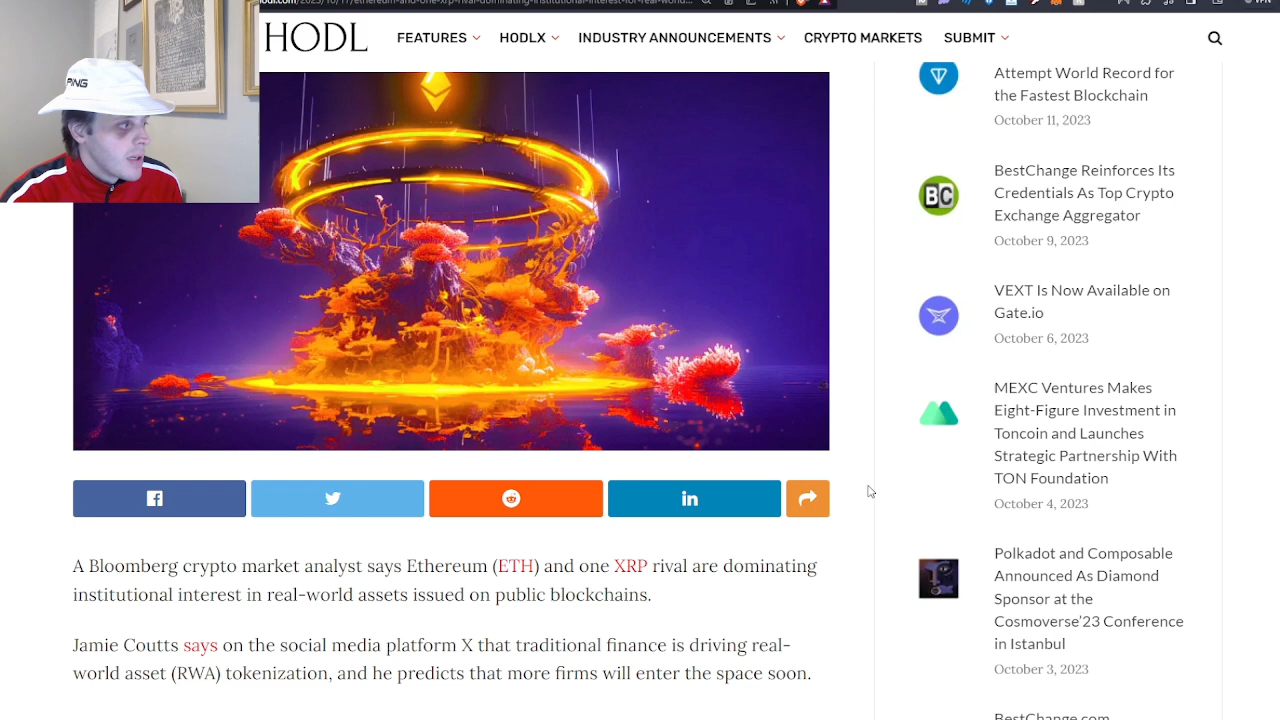 HODL
FEATURES
HODLX
INDUSTRY ANNOUNCEMENTS
CRYPTO MARKETS
SUBMIT
PING
Attempt World Record for
the Fastest Blockchain
October 11, 2023
BC
BestChange Reinforces Its
Credentials As Top Crypto
Exchange Aggregator
October 9, 2023
VEXT Is Now Available on
Gate.io
October 6, 2023
MEXC Ventures Makes
Eight-Figure Investment in
Toncoin and Launches
Strategic Partnership With
TON Foundation
October 4, 2023
Polkadot and Composable
Announced As Diamond
Sponsor at the
Cosmoverse'23 Conference
in Istanbul
October 3, 2023
BestChange.com
in
A Bloomberg crypto market analyst says Ethereum (ETH) and one XRP rival are dominating
institutional interest in real-world assets issued on public blockchains.
Jamie Coutts says on the social media platform X that traditional finance is driving real-
world asset (RWA) tokenization, and he predicts that more firms will enter the space soon.